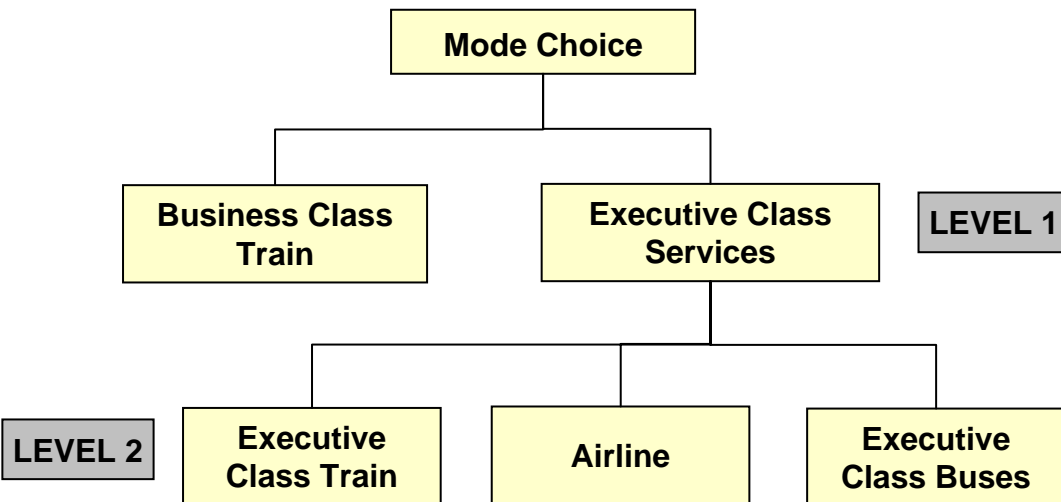 Mode Choice
Business Class
Train
Executive Class
Services
LEVEL 1
LEVEL 2
Executive
Class Train
Airline
Executive
Class Buses